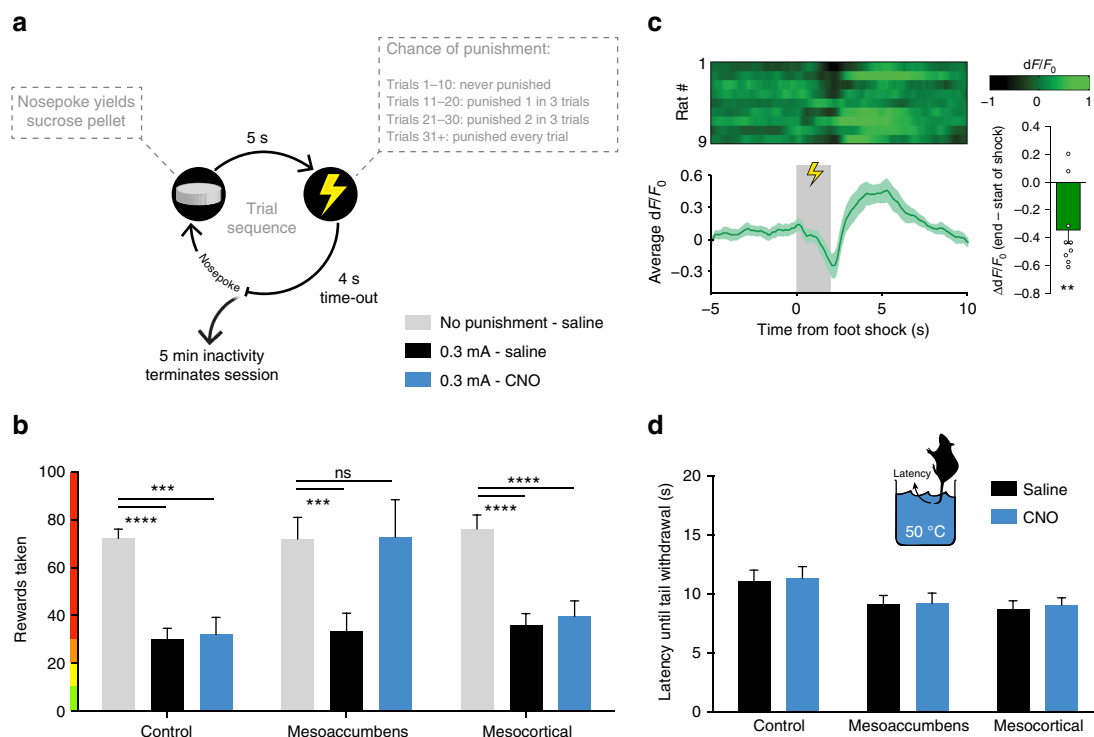 a
Nosepoke yields
sucrose pellet
Chance of punishment:
Trials 1–10: never punished
Trials 11–20: punished 1 in 3 trials
Trials 21–30: punished 2 in 3 trials
Trials 31+: punished every trial
5 s
Trial
sequence
Nosepoke
4 s
time-out
5 min inactivity
terminates session
No punishment - saline
0.3 mA - saline
0.3 mA - CNO
b
Rewards taken
100
80
60
40
20
0
***
****
ns
***
****
****
Control
Mesoaccumbens
Mesocortical
c
Rat #
1
9
dF/F0
−1
0
1
Average dF/F0
0.6
0.3
0
−0.3
−5
0
5
10
Time from foot shock (s)
ΔdF/F0 (end – start of shock)
0.4
0.2
0.0
−0.2
−0.4
−0.6
−0.8
**
d
Latency until tail withdrawal (s)
20
15
10
5
0
Latency
50 °C
Saline
CNO
Control
Mesoaccumbens
Mesocortical